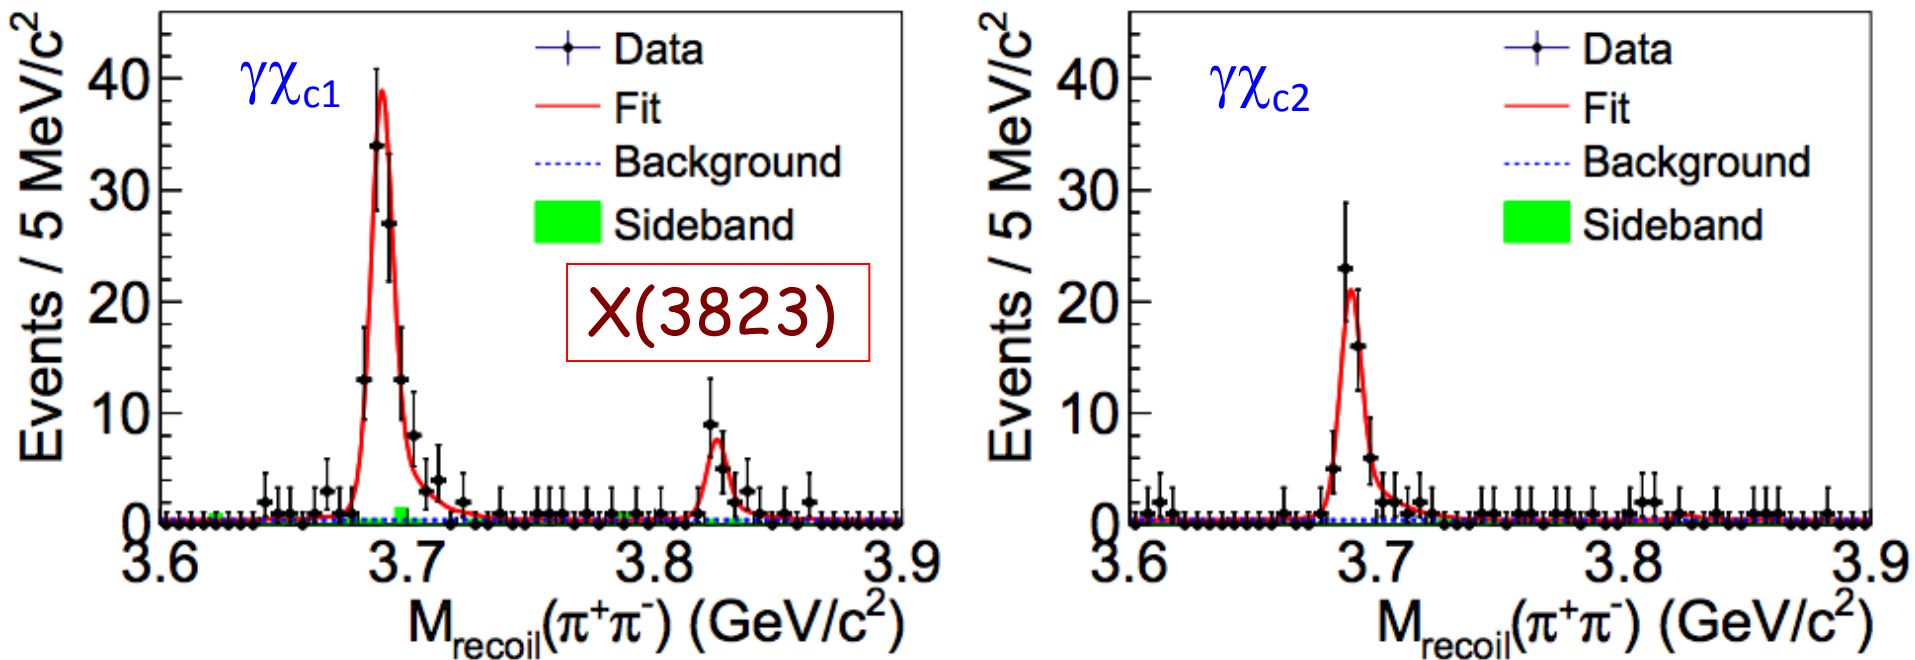 Events / 5 MeV/c²
40
30
20
10
0
γχc1
Data
Fit
Background
Sideband
X(3823)
3.6 3.7 3.8 3.9
Mrecoil(π⁺π⁻) (GeV/c²)
Events / 5 MeV/c²
40
30
20
10
0
γχc2
Data
Fit
Background
Sideband
3.6 3.7 3.8 3.9
Mrecoil(π⁺π⁻) (GeV/c²)